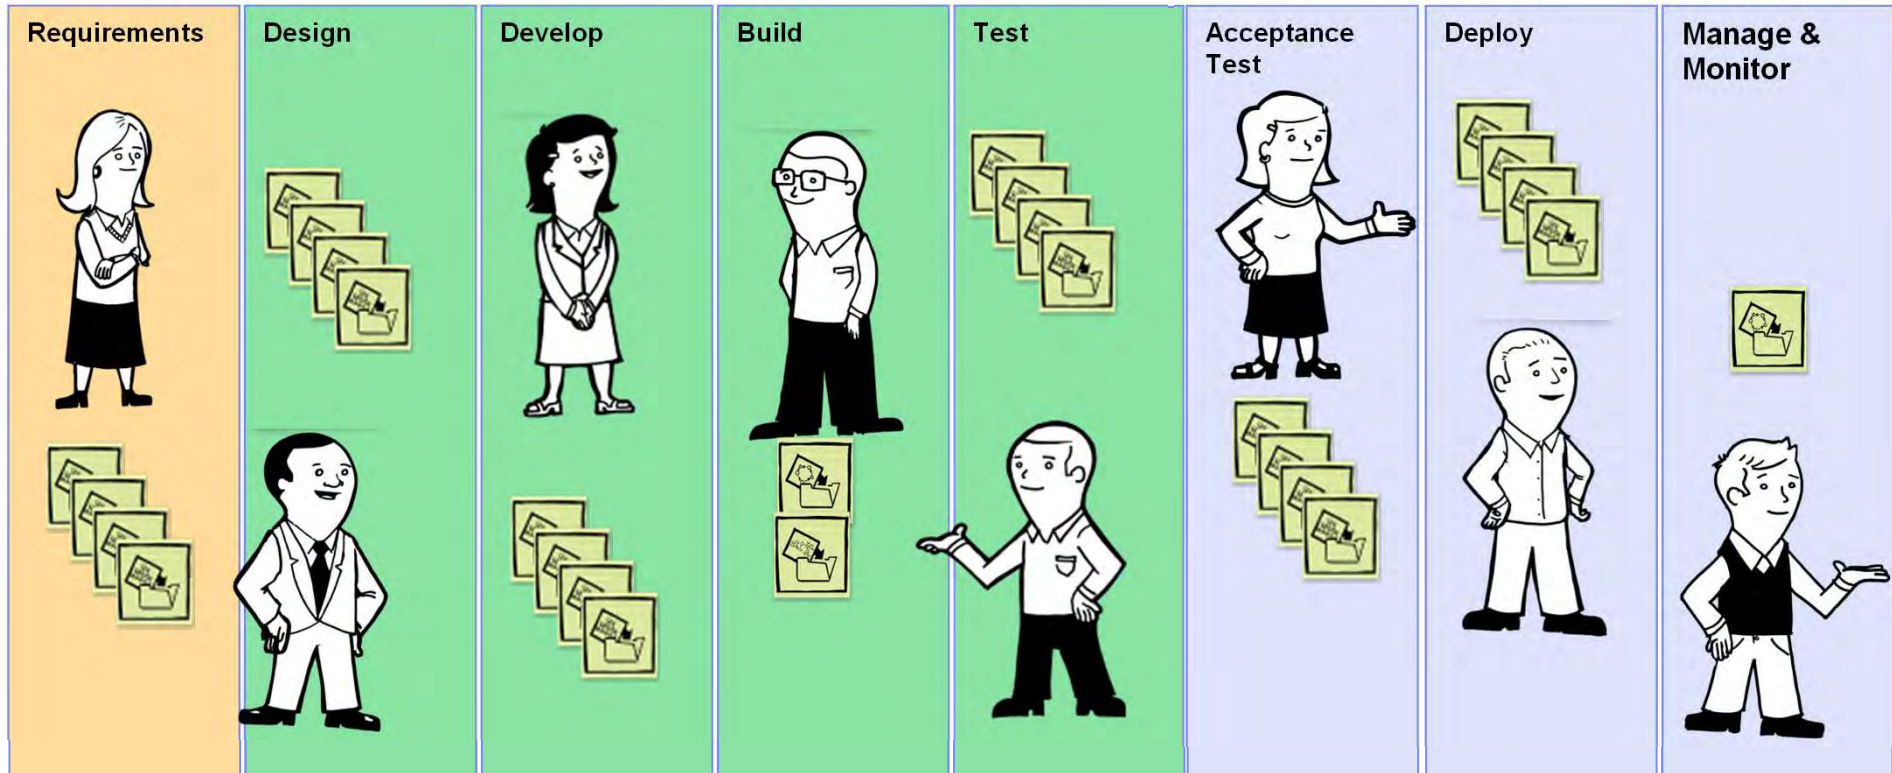 Requirements
Design
Develop
Build
Test
Acceptance
Test
Deploy
Manage &
Monitor